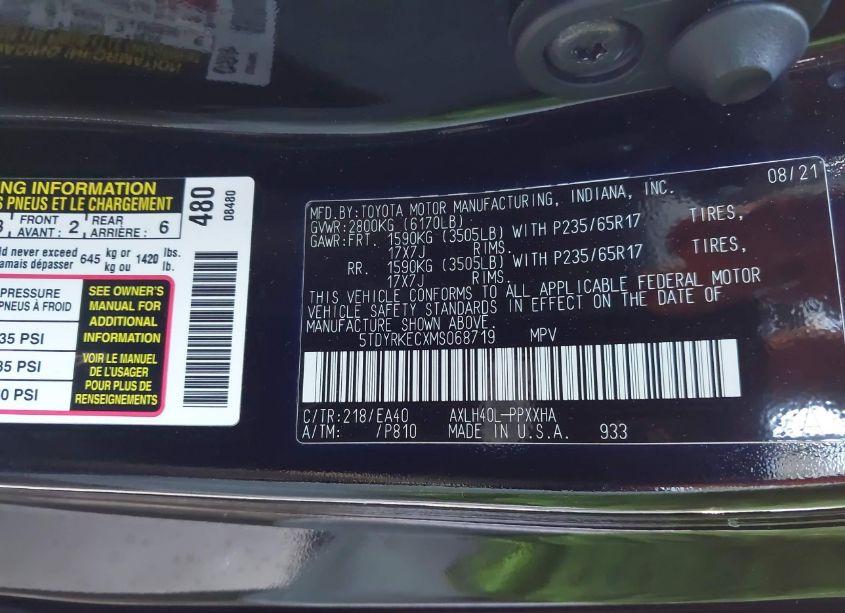 NG INFORMATION
S PNEUS ET LE CHARGEMENT
3 FRONT AVANT : 2 REAR ARRIÈRE : 6
480
08480
ld never exceed 645 kg or 1420 lbs.
amais dépasser kg ou lb.
PRESSURE
PNEUS À FROID
35 PSI
35 PSI
0 PSI
SEE OWNER'S
MANUAL FOR
ADDITIONAL
INFORMATION
VOIR LE MANUEL
DE L'USAGER
POUR PLUS DE
RENSEIGNEMENTS
MFD.BY:TOYOTA MOTOR MANUFACTURING, INDIANA, INC. 08/21
GVWR:2800KG (6170LB)
GAWR:FRT. 1590KG (3505LB) WITH P235/65R17 TIRES,
17X7J RIMS.
RR. 1590KG (3505LB) WITH P235/65R17 TIRES,
17X7J RIMS.
THIS VEHICLE CONFORMS TO ALL APPLICABLE FEDERAL MOTOR
VEHICLE SAFETY STANDARDS IN EFFECT ON THE DATE OF
MANUFACTURE SHOWN ABOVE.
5TDYRKECXMS068719 MPV
C/TR:218/EA40 AXLH40L-PPXXHA
A/TM: /P810 MADE IN U.S.A. 933